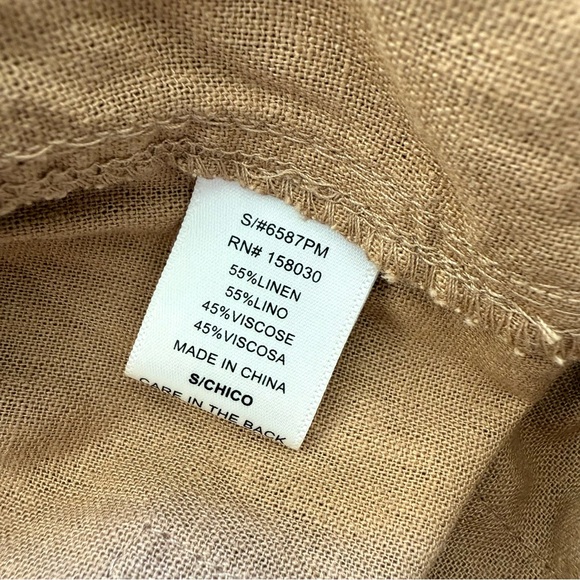 S/#6587PM
RN# 158030
55%LINEN
55%LINO
45%VISCOSE
45%VISCOSA
MADE IN CHINA
S/CHICO
CARE IN THE BACK